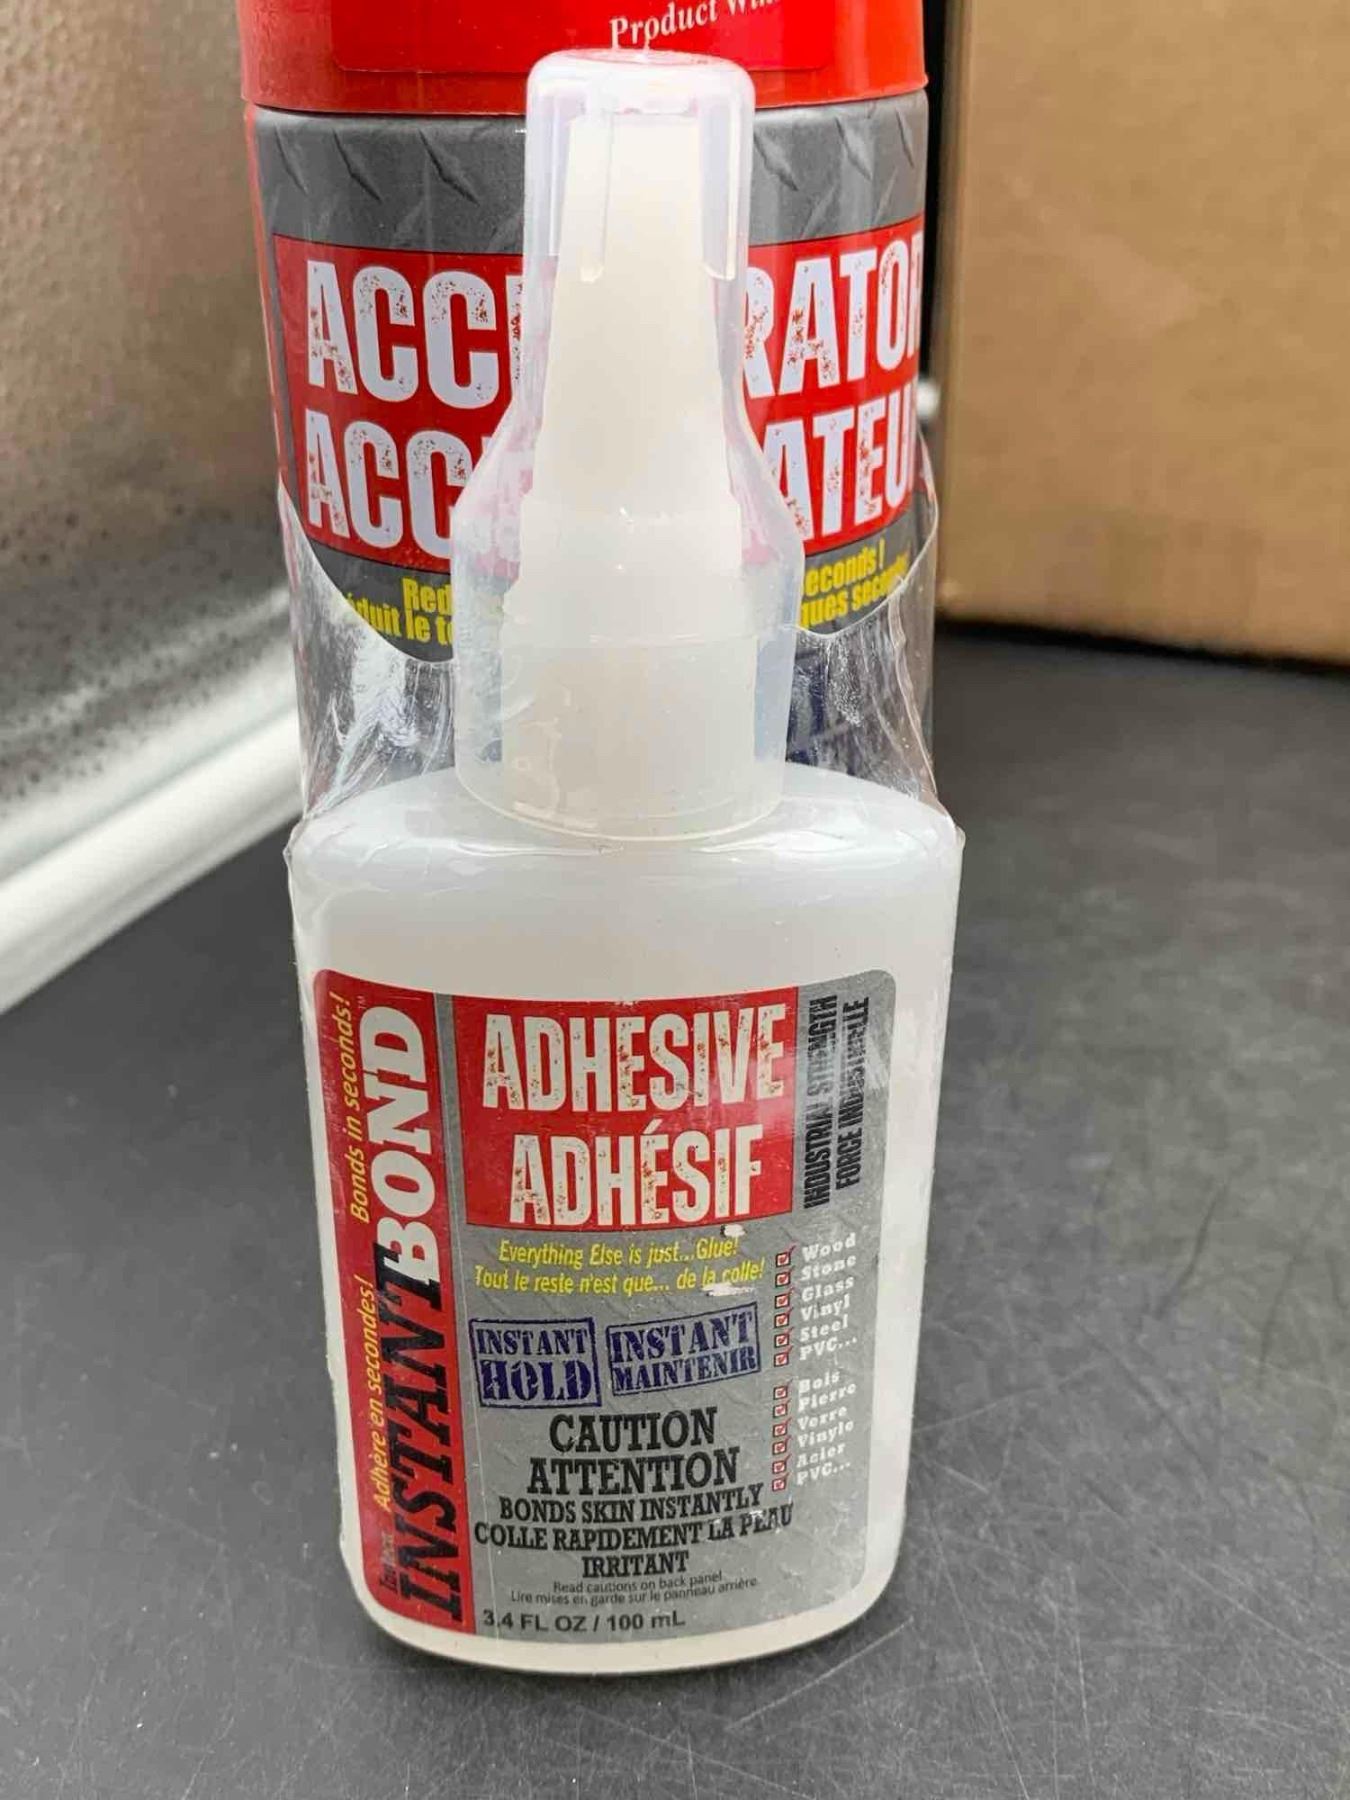 Product
ACC RATOR
ACC ATEU
Red econds!
duit le ques
Bonds in seconds!
Adhère en secondes!
INSTANT BOND™
ADHESIVE
ADHÉSIF
INDUSTRIAL STRENGTH
FORCE INDUSTRIELLE
Everything Else is just...Glue!
Tout le reste n'est que... de la colle!
INSTANT
HOLD
INSTANT
MAINTENIR
Wood
Stone
Glass
Vinyl
Steel
PVC...
Bois
Pierre
Verre
Vinyle
Acier
PVC...
CAUTION
ATTENTION
BONDS SKIN INSTANTLY
COLLE RAPIDEMENT LA PEAU
IRRITANT
Read cautions on back panel
Lire mises en garde sur le panneau arrière
3.4 FL OZ / 100 mL